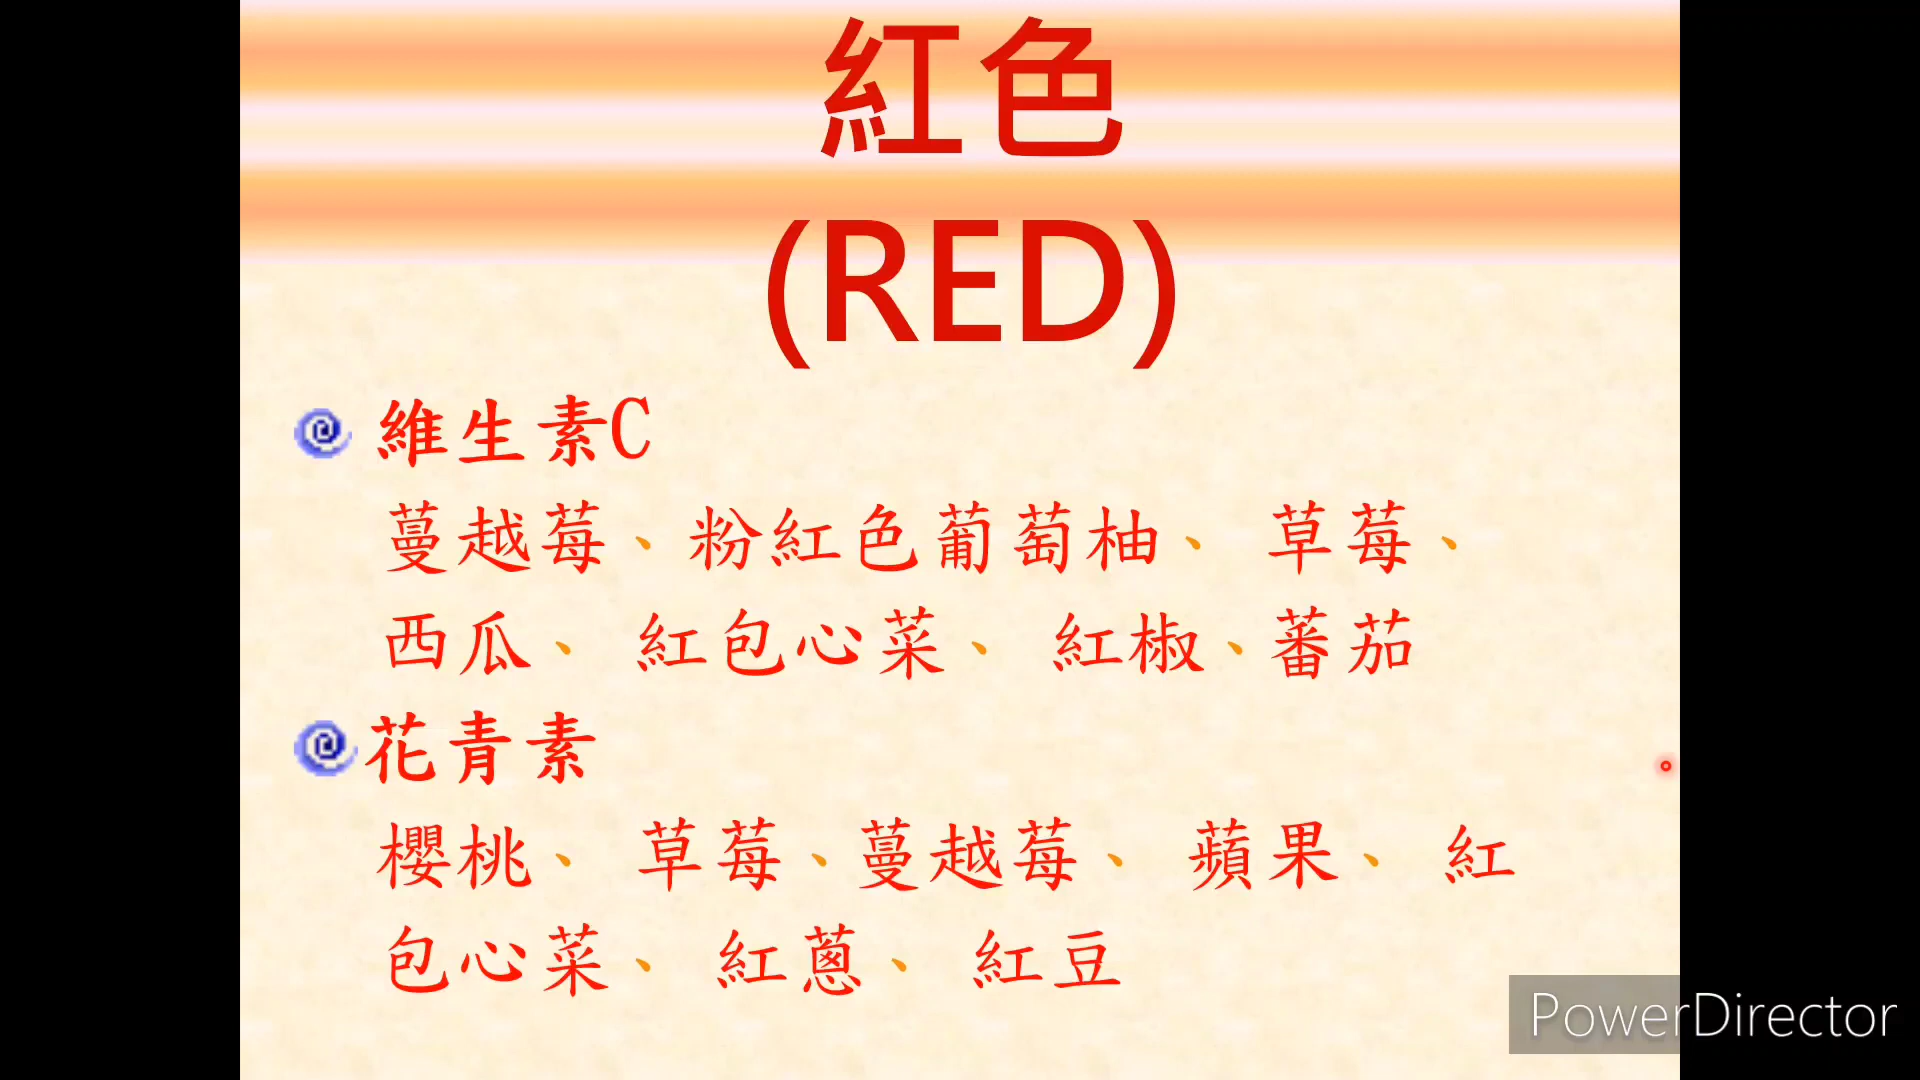 紅色
(RED)
維生素C
蔓越莓、粉紅色葡萄柚、 草莓、
西瓜、 紅包心菜、 紅椒、蕃茄
花青素
櫻桃、 草莓、蔓越莓、 蘋果、 紅
包心菜、 紅蔥、 紅豆
PowerDirector